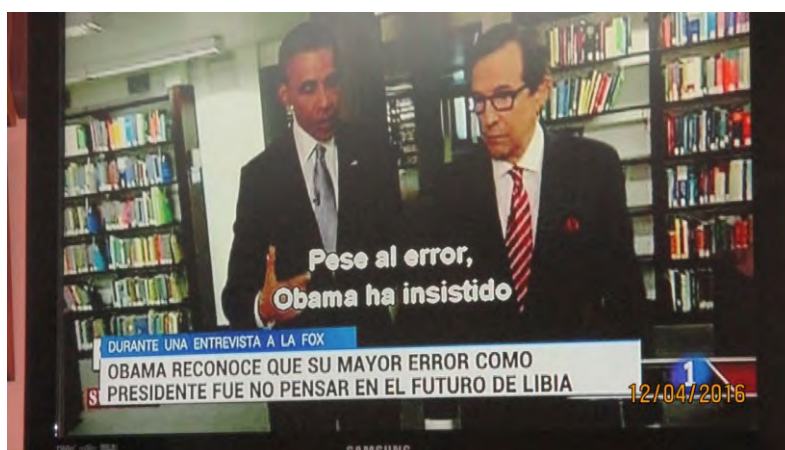 Pese al error,
Obama ha insistido
DURANTE UNA ENTREVISTA A LA FOX
OBAMA RECONOCE QUE SU MAYOR ERROR COMO
PRESIDENTE FUE NO PENSAR EN EL FUTURO DE LIBIA
1
12/04/2016
SAMSUNG